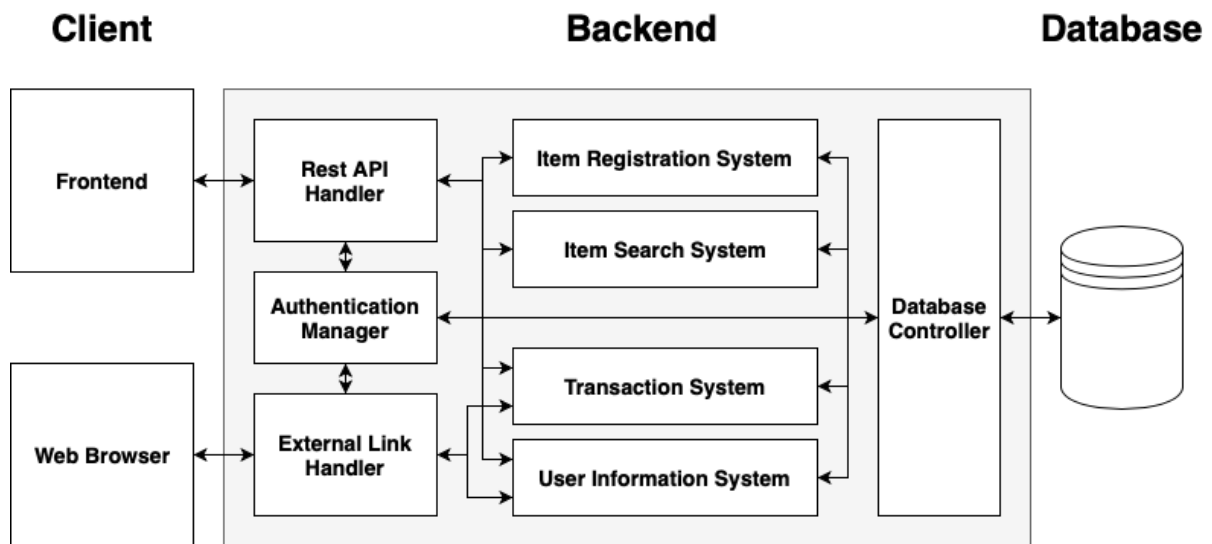 Client
Backend
Database
Frontend
Rest API
Handler
Item Registration System
Item Search System
Authentication
Manager
Database
Controller
Transaction System
Web Browser
External Link
Handler
User Information System